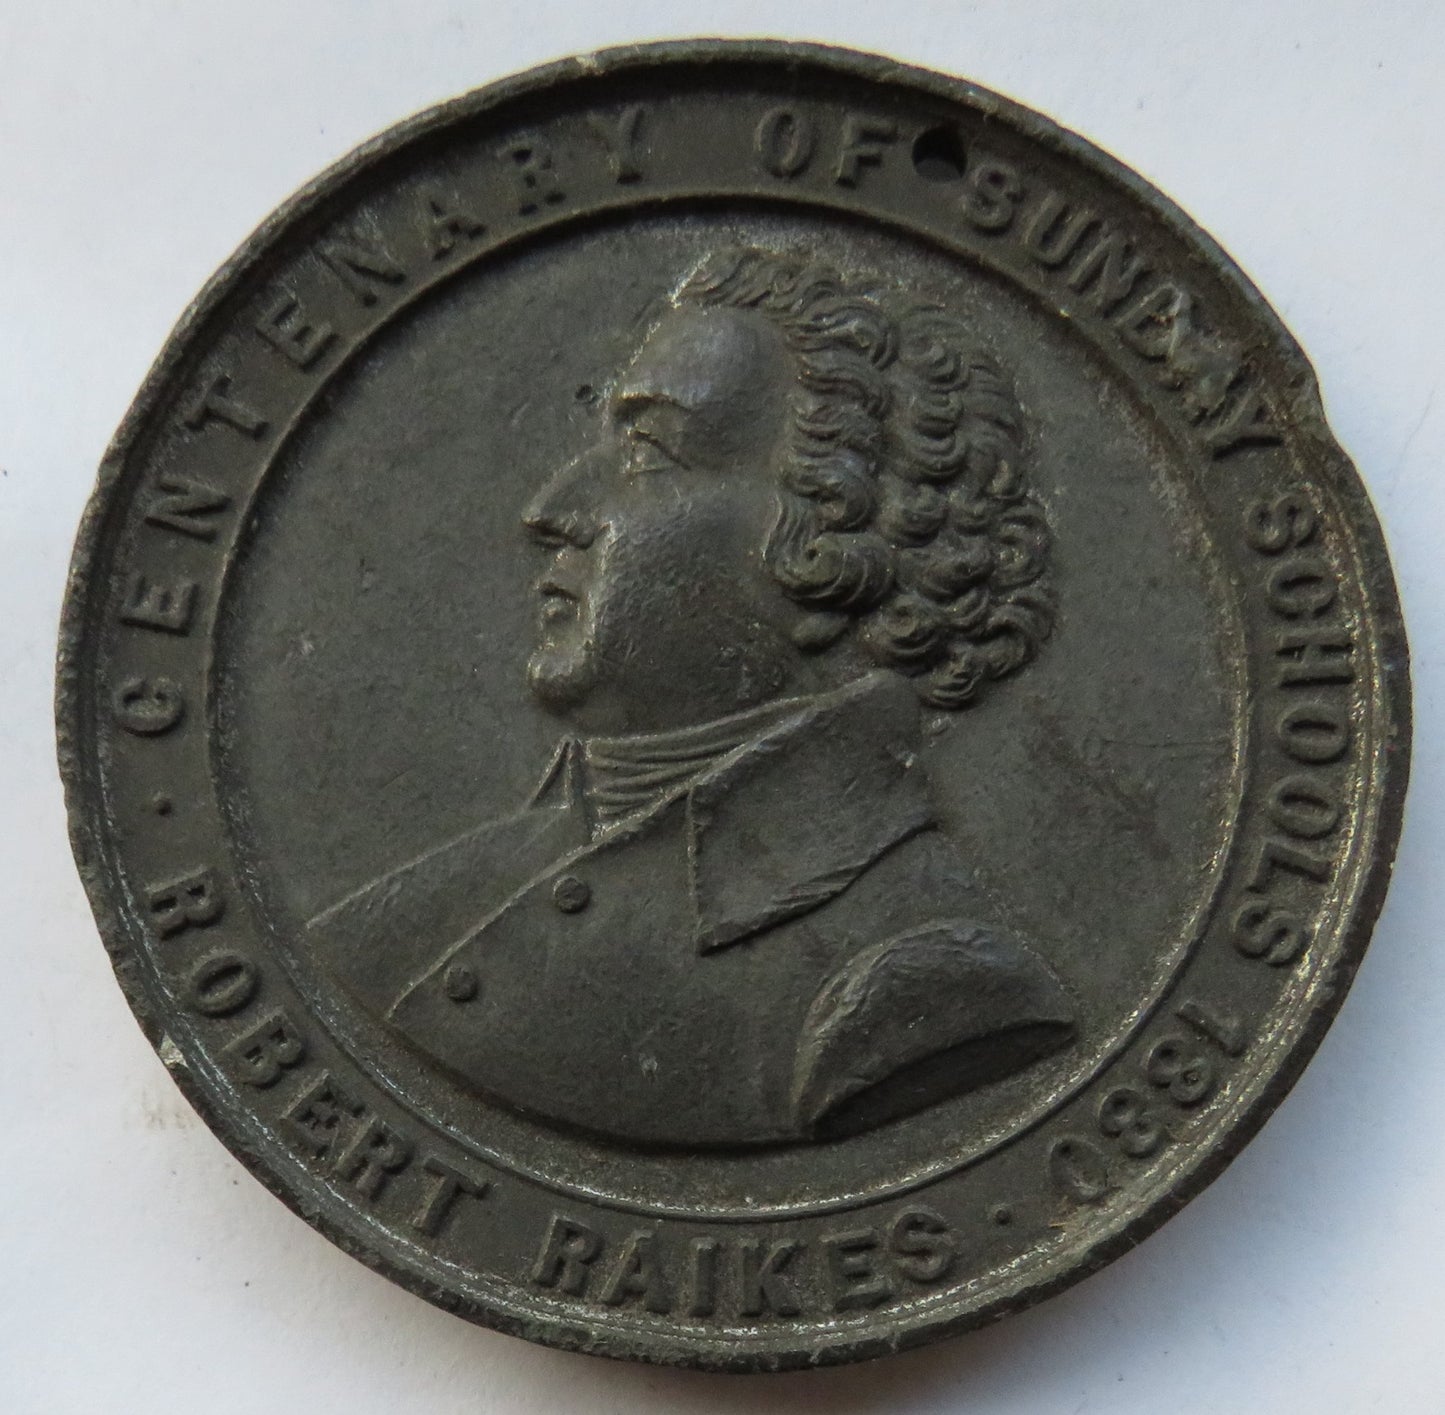 · CENTENARY OF SUNDAY SCHOOLS 1880 ·
ROBERT RAIKES